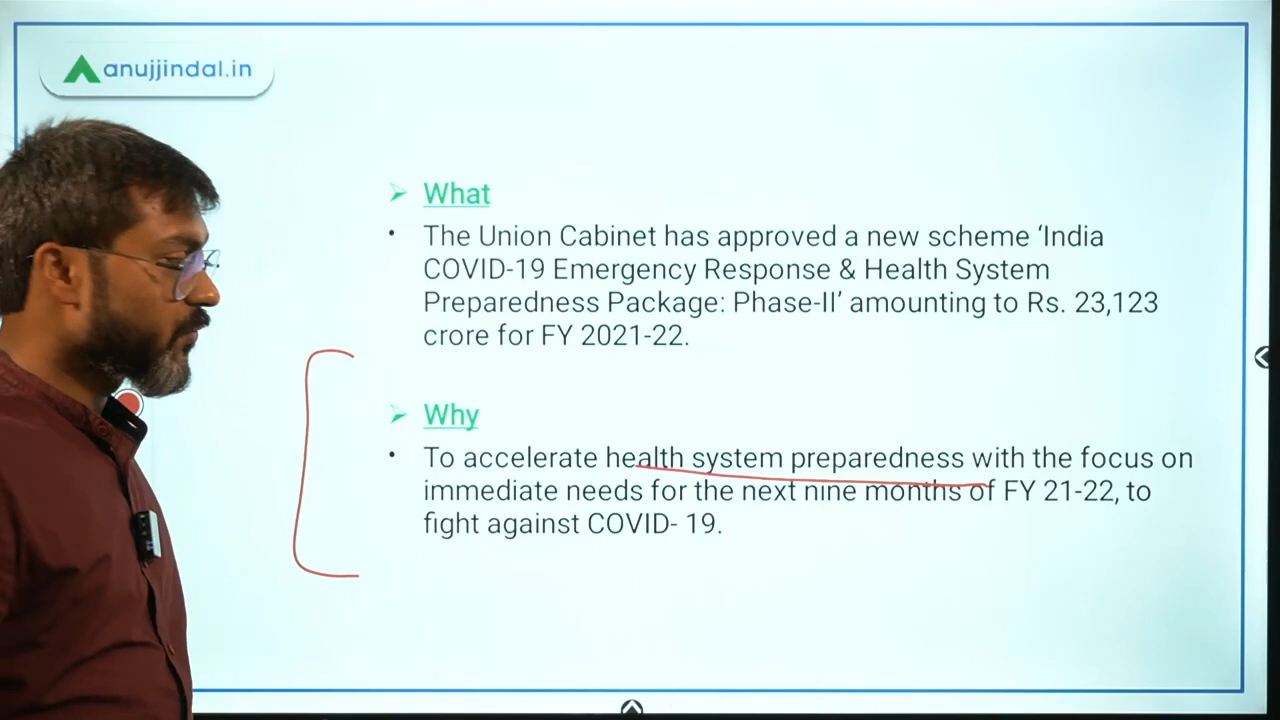 anujjindal.in
What
The Union Cabinet has approved a new scheme ‘India
COVID-19 Emergency Response & Health System
Preparedness Package: Phase-II’ amounting to Rs. 23,123
crore for FY 2021-22.
Why
To accelerate health system preparedness with the focus on
immediate needs for the next nine months of FY 21-22, to
fight against COVID- 19.